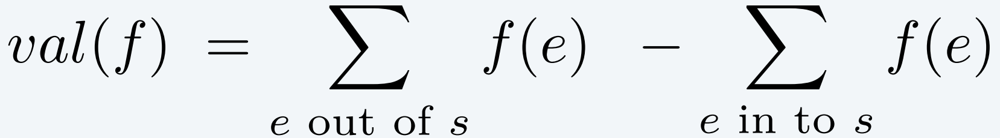 val(f) = ∑ f(e) − ∑ f(e)
e out of s e in to s